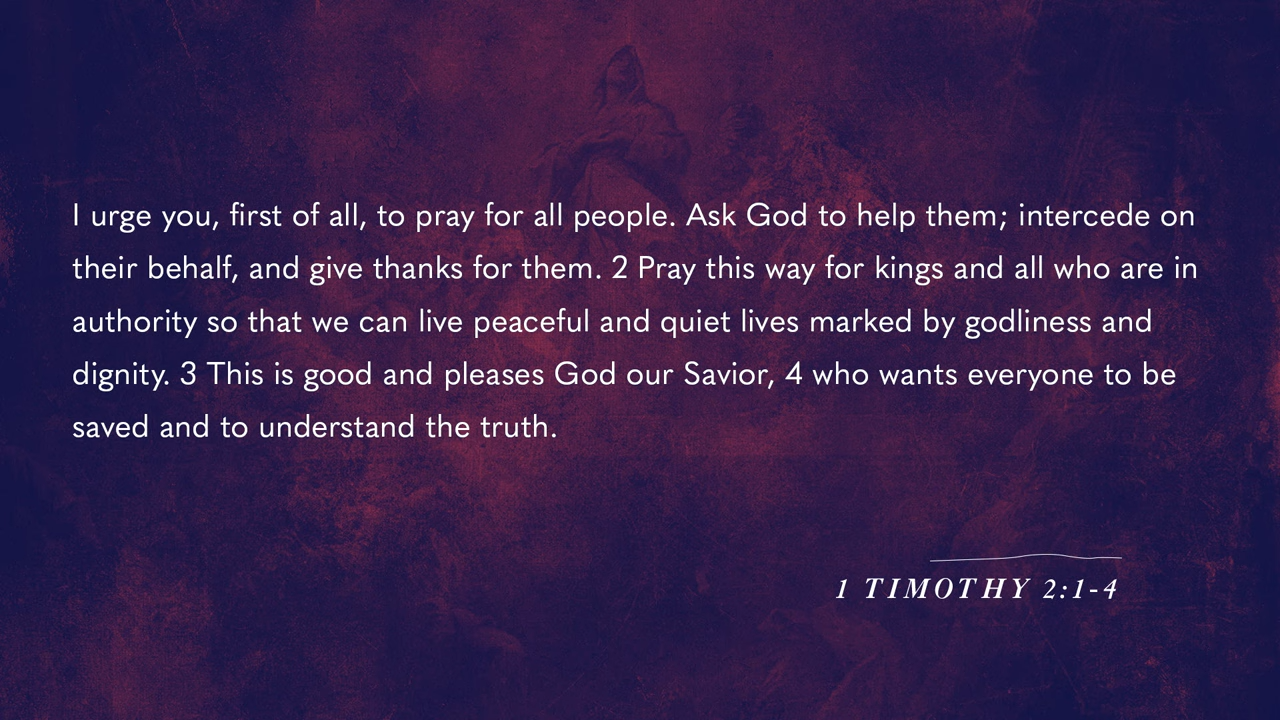 I urge you, first of all, to pray for all people. Ask God to help them; intercede on
their behalf, and give thanks for them. 2 Pray this way for kings and all who are in
authority so that we can live peaceful and quiet lives marked by godliness and
dignity. 3 This is good and pleases God our Savior, 4 who wants everyone to be
saved and to understand the truth.
1 TIMOTHY 2:1-4